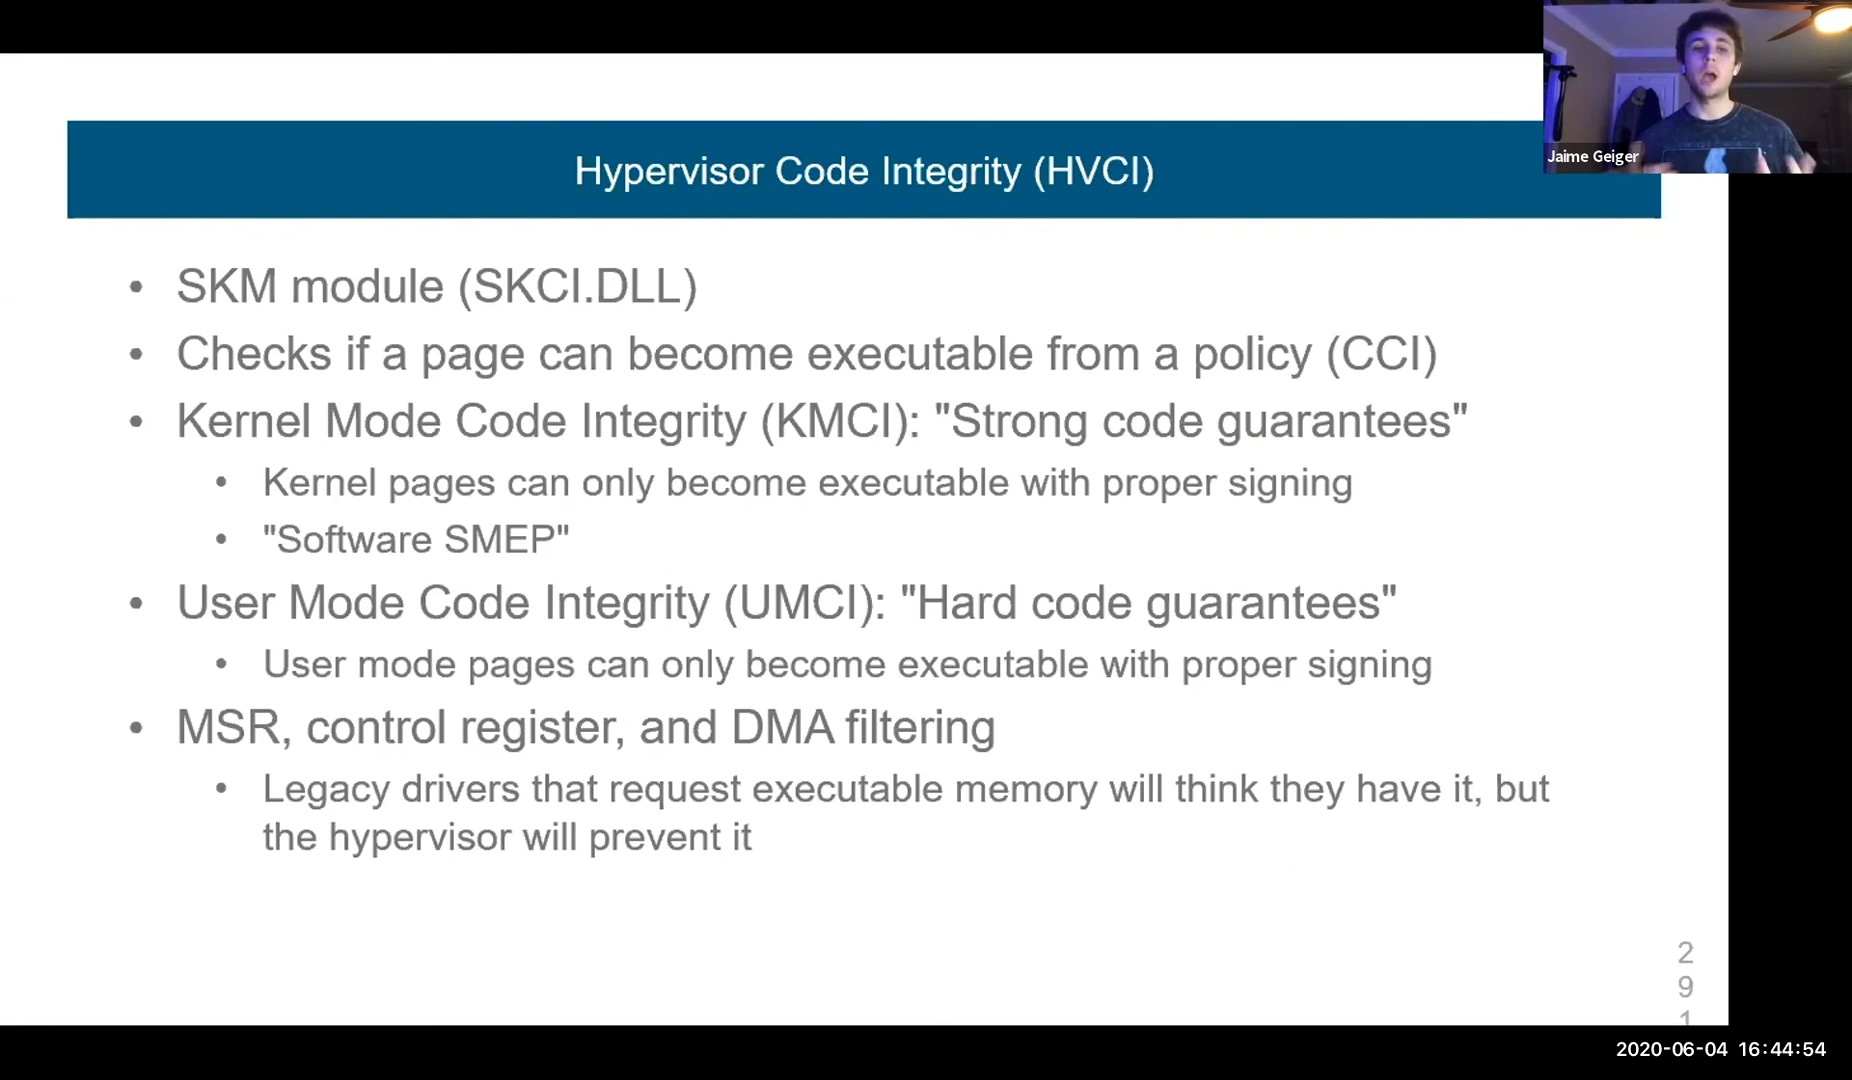 Jaime Geiger
Hypervisor Code Integrity (HVCI)
• SKM module (SKCI.DLL)
• Checks if a page can become executable from a policy (CCI)
• Kernel Mode Code Integrity (KMCI): "Strong code guarantees"
• Kernel pages can only become executable with proper signing
• "Software SMEP"
• User Mode Code Integrity (UMCI): "Hard code guarantees"
• User mode pages can only become executable with proper signing
• MSR, control register, and DMA filtering
• Legacy drivers that request executable memory will think they have it, but
the hypervisor will prevent it
2
9
1
2020-06-04 16:44:54